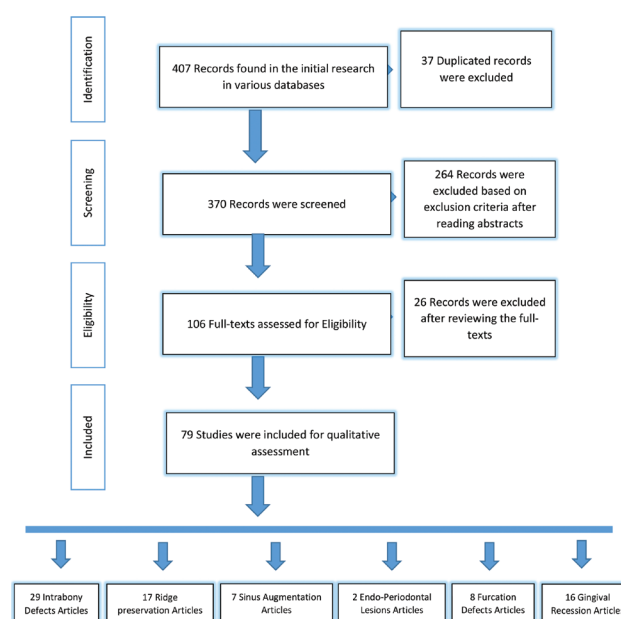 Identification
407 Records found in the initial research
in various databases
37 Duplicated records
were excluded
Screening
370 Records were screened
264 Records were
excluded based on
exclusion criteria after
reading abstracts
Eligibility
106 Full-texts assessed for Eligibility
26 Records were excluded
after reviewing the full-
texts
Included
79 Studies were included for qualitative
assessment
29 Intrabony
Defects Articles
17 Ridge
preservation Articles
7 Sinus Augmentation
Articles
2 Endo-Periodontal
Lesions Articles
8 Furcation
Defects Articles
16 Gingival
Recession Articles